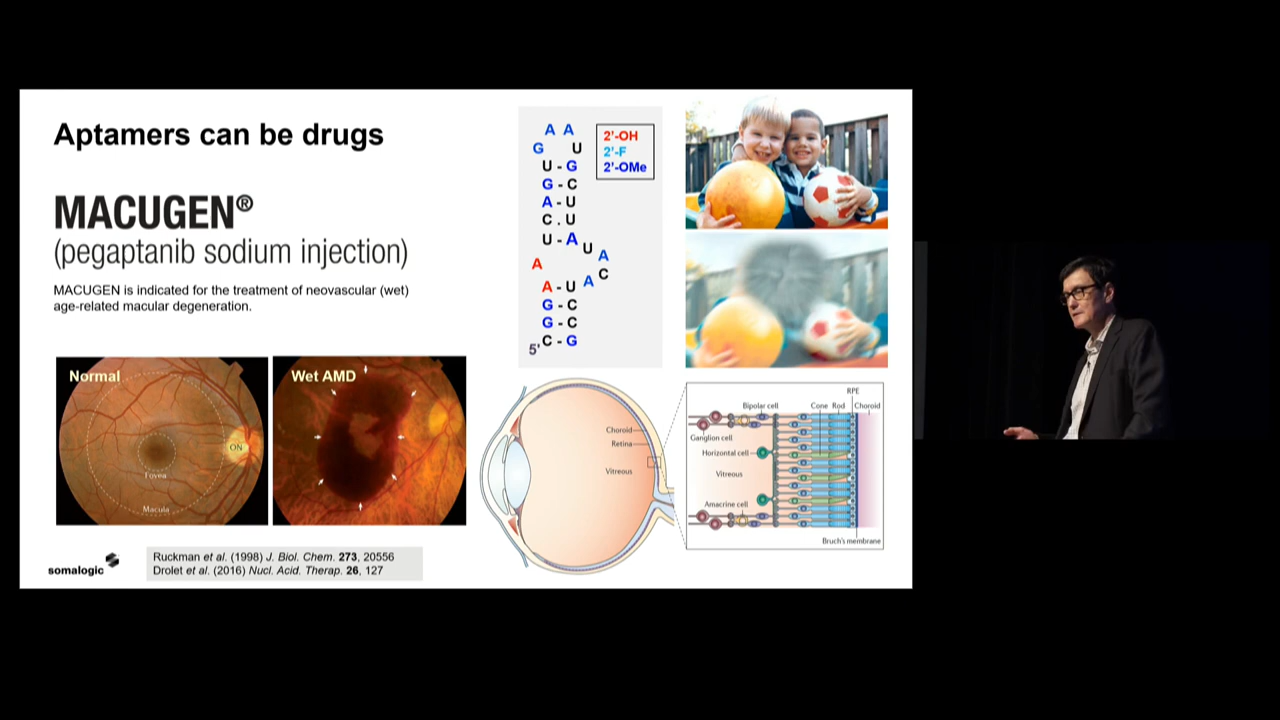 Aptamers can be drugs
MACUGEN®
(pegaptanib sodium injection)
MACUGEN is indicated for the treatment of neovascular (wet)
age-related macular degeneration.
A A
G U
U - G
G - C
A - U
C . U
U - A
U
A
A
C
A - U A
G - C
G - C
5' C - G
2'-OH
2'-F
2'-OMe
Normal
ON
Fovea
Macula
Wet AMD
Choroid
Retina
Vitreous
RPE
Bipolar cell
Cone Rod Choroid
Ganglion cell
Horizontal cell
Vitreous
Amacrine cell
Bruch's membrane
somalogic
Ruckman et al. (1998) J. Biol. Chem. 273, 20556
Drolet et al. (2016) Nucl. Acid. Therap. 26, 127